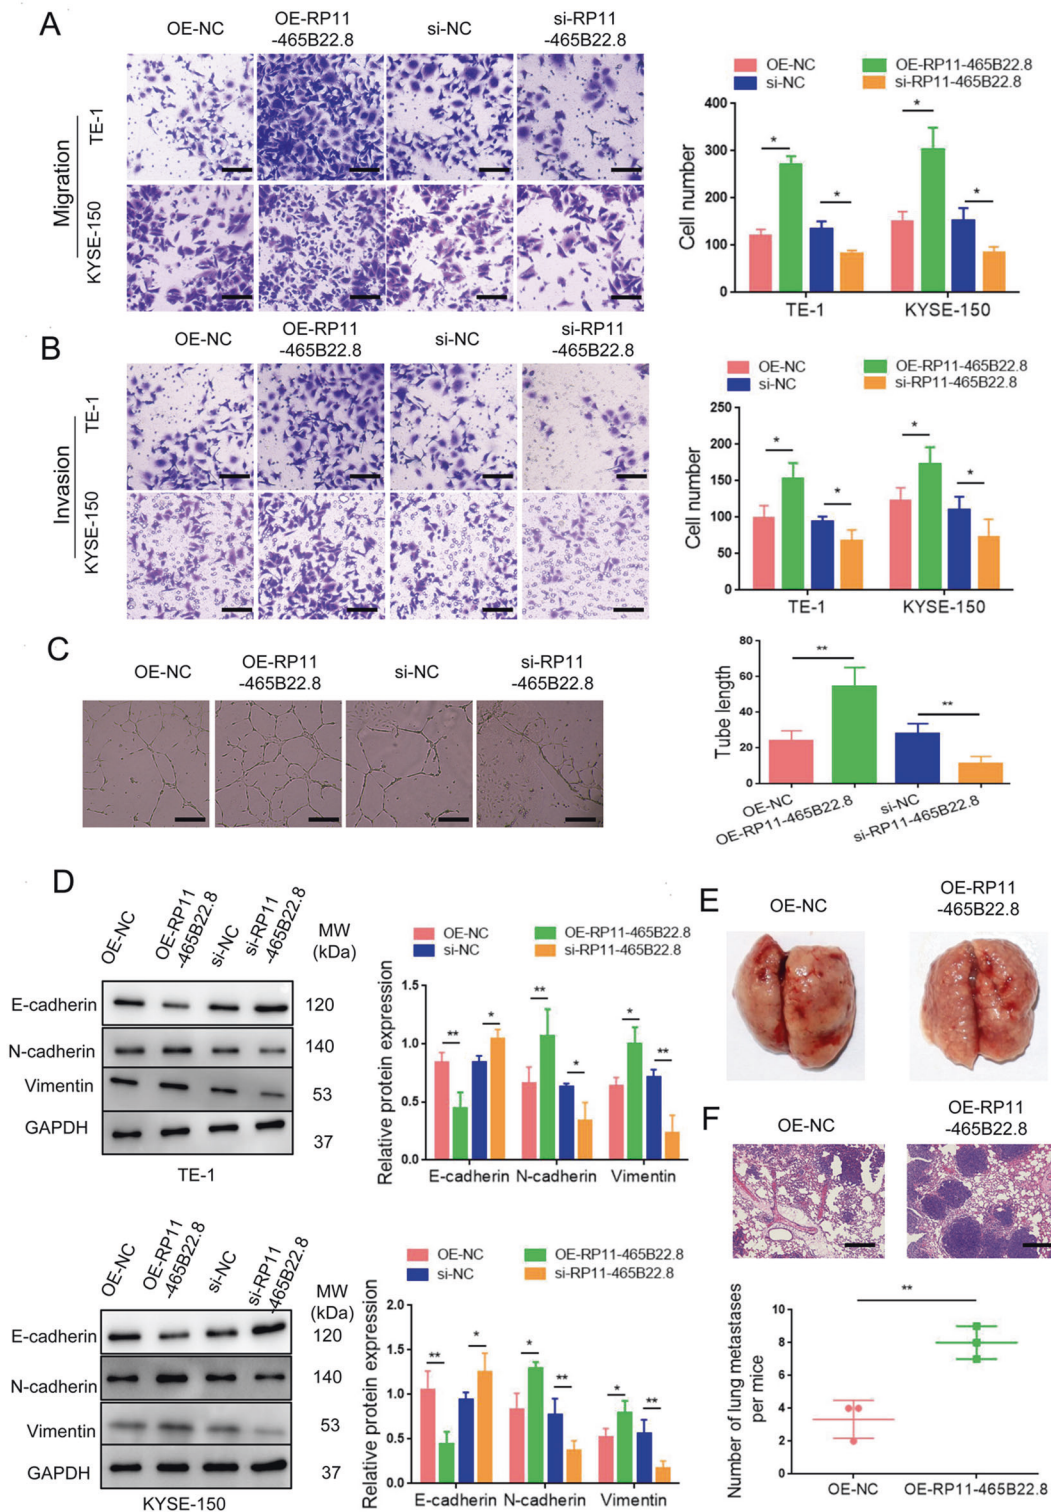 A
OE-NC
OE-RP11
-465B22.8
si-NC
si-RP11
-465B22.8
Migration
TE-1
KYSE-150
OE-NC
OE-RP11-465B22.8
si-NC
si-RP11-465B22.8
Cell number
400
300
200
100
0
*
*
*
*
TE-1
KYSE-150
B
OE-NC
OE-RP11
-465B22.8
si-NC
si-RP11
-465B22.8
Invasion
TE-1
KYSE-150
OE-NC
OE-RP11-465B22.8
si-NC
si-RP11-465B22.8
Cell number
250
200
150
100
50
0
*
*
*
*
TE-1
KYSE-150
C
OE-NC
OE-RP11
-465B22.8
si-NC
si-RP11
-465B22.8
Tube length
80
60
40
20
0
**
**
OE-NC
OE-RP11-465B22.8
si-NC
si-RP11-465B22.8
D
OE-NC
OE-RP11
-465B22.8
si-NC
si-RP11
-465B22.8
MW
(kDa)
E-cadherin
120
N-cadherin
140
Vimentin
53
GAPDH
37
TE-1
OE-NC
OE-RP11-465B22.8
si-NC
si-RP11-465B22.8
Relative protein expression
1.5
1.0
0.5
0.0
**
*
**
*
*
**
E-cadherin
N-cadherin
Vimentin
OE-NC
OE-RP11
-465B22.8
si-NC
si-RP11
-465B22.8
MW
(kDa)
E-cadherin
120
N-cadherin
140
Vimentin
53
GAPDH
37
KYSE-150
OE-NC
OE-RP11-465B22.8
si-NC
si-RP11-465B22.8
Relative protein expression
2.0
1.5
1.0
0.5
0.0
**
*
*
**
*
**
E-cadherin
N-cadherin
Vimentin
E
OE-NC
OE-RP11
-465B22.8
F
OE-NC
OE-RP11
-465B22.8
Number of lung metastases
per mice
10
8
6
4
2
0
**
OE-NC
OE-RP11-465B22.8